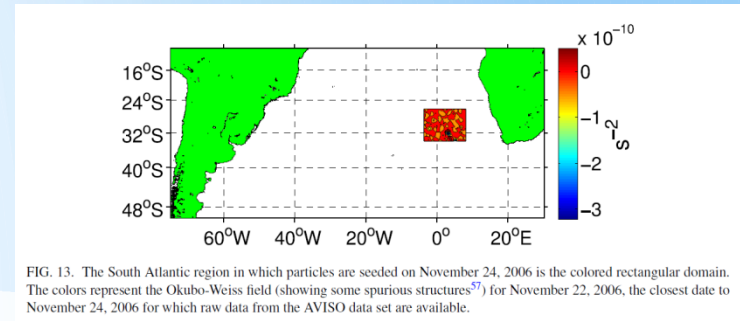 x 10-10
16°S
24°S
32°S
40°S
48°S
60°W 40°W 20°W 0° 20°E
0
-1
-2
-3
s-2
FIG. 13. The South Atlantic region in which particles are seeded on November 24, 2006 is the colored rectangular domain.
The colors represent the Okubo-Weiss field (showing some spurious structures57) for November 22, 2006, the closest date to
November 24, 2006 for which raw data from the AVISO data set are available.